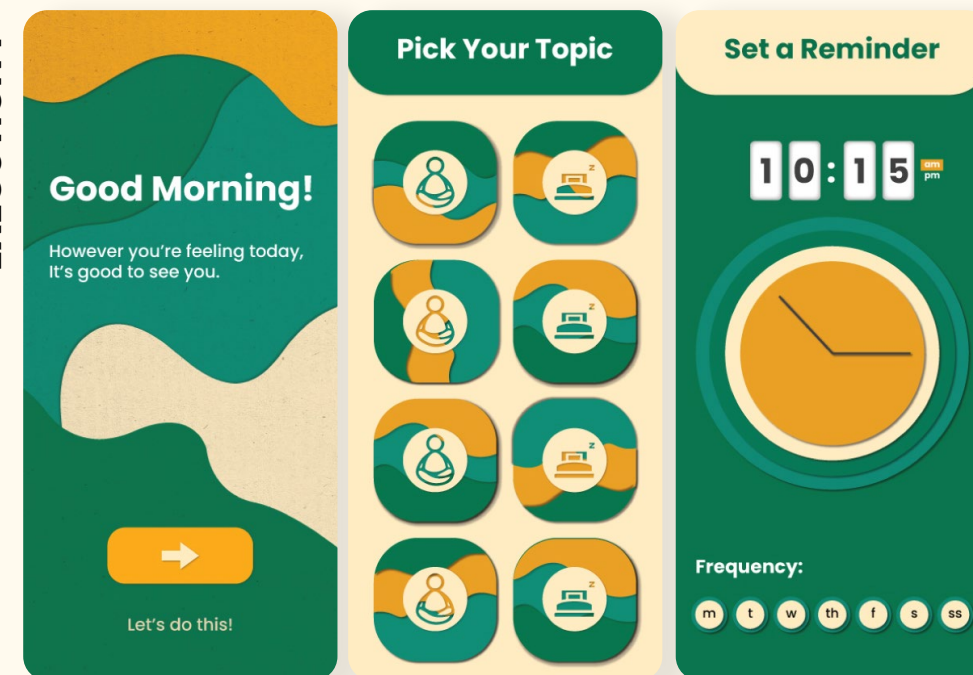 Good Morning!
However you’re feeling today,
It’s good to see you.
Let’s do this!
Pick Your Topic
z
z
z
z
Set a Reminder
10:15
am
pm
Frequency:
m t w th f s ss